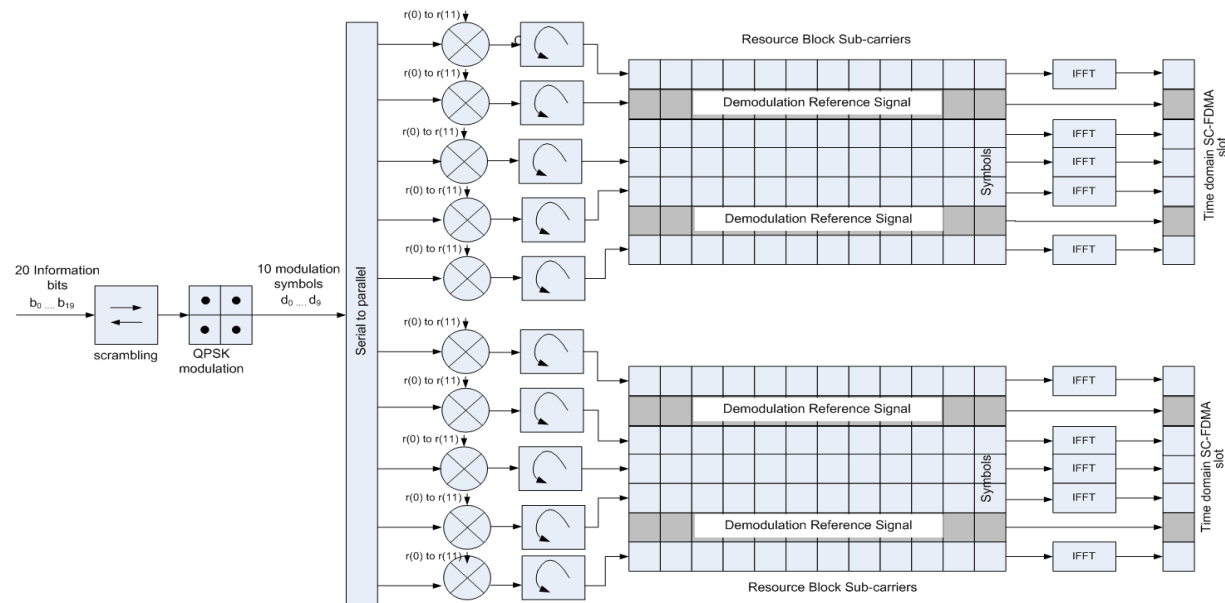 r(0) to r(11)
Resource Block Sub-carriers
IFFT
r(0) to r(11)
Demodulation Reference Signal
r(0) to r(11)
IFFT
IFFT
Symbols
r(0) to r(11)
IFFT
Demodulation Reference Signal
r(0) to r(11)
IFFT
Time domain SC-FDMA
slot
20 Information
bits
b0 .... b19
scrambling
QPSK
modulation
10 modulation
symbols
d0 .... d9
Serial to parallel
r(0) to r(11)
IFFT
r(0) to r(11)
Demodulation Reference Signal
r(0) to r(11)
IFFT
IFFT
Symbols
r(0) to r(11)
IFFT
Demodulation Reference Signal
r(0) to r(11)
IFFT
Resource Block Sub-carriers
Time domain SC-FDMA
slot